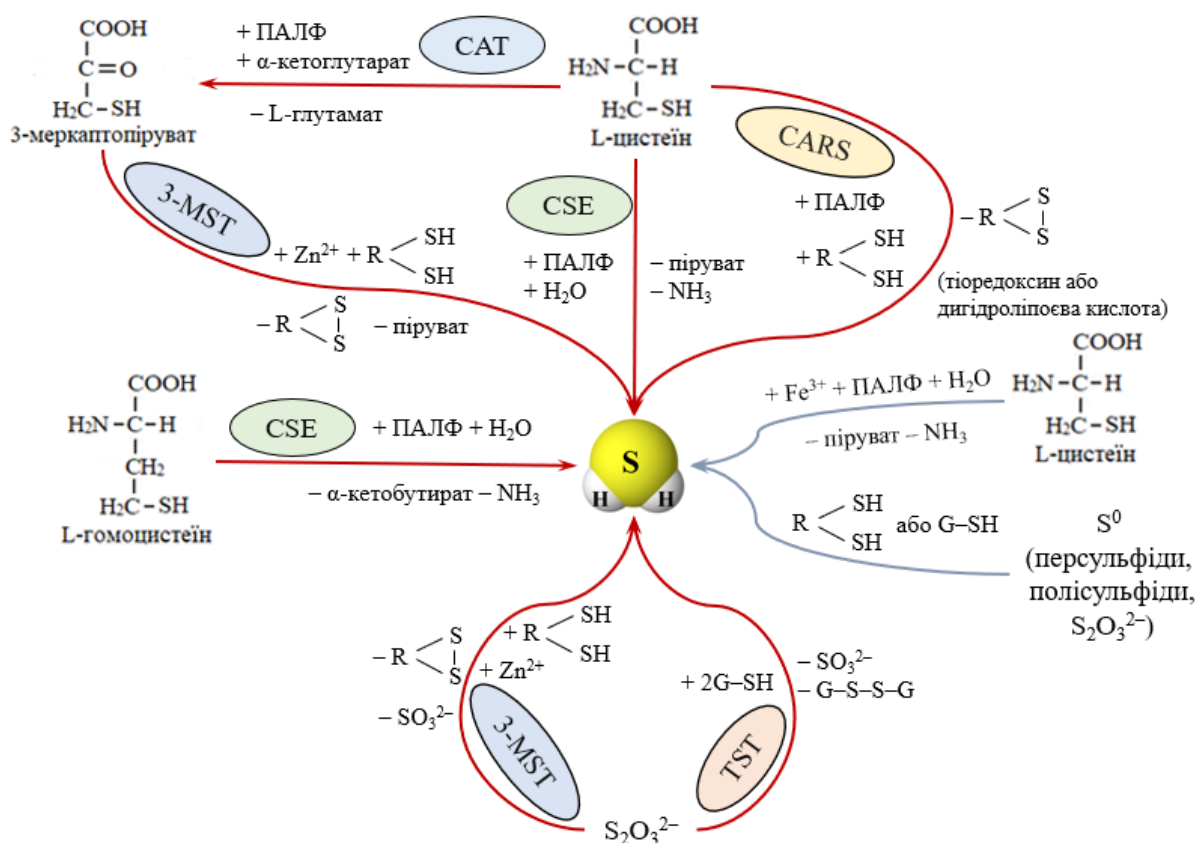 COOH
C=O
H₂C–SH
3-меркаптопіруват
+ ПАЛФ
+ α-кетоглутарат
– L-глутамат
CAT
COOH
H₂N–C–H
H₂C–SH
L-цистеїн
CARS
+ ПАЛФ
+ R
SH
SH
– R
S
S
(тіоредоксин або
дигідроліпоєва кислота)
3-MST
+ Zn²⁺ + R
SH
SH
– R
S
S
– піруват
CSE
+ ПАЛФ
+ H₂O
– піруват
– NH₃
COOH
H₂N–C–H
CH₂
H₂C–SH
L-гомоцистеїн
CSE
+ ПАЛФ + H₂O
– α-кетобутират – NH₃
S
H
H
+ Fe³⁺ + ПАЛФ + H₂O
– піруват – NH₃
COOH
H₂N–C–H
H₂C–SH
L-цистеїн
R
SH
SH
або G–SH
S⁰
(персульфіди,
полісульфіди,
S₂O₃²⁻)
+ R
SH
SH
– R
S
S
+ Zn²⁺
– SO₃²⁻
3-MST
+ 2G–SH
– SO₃²⁻
– G–S–S–G
TST
S₂O₃²⁻